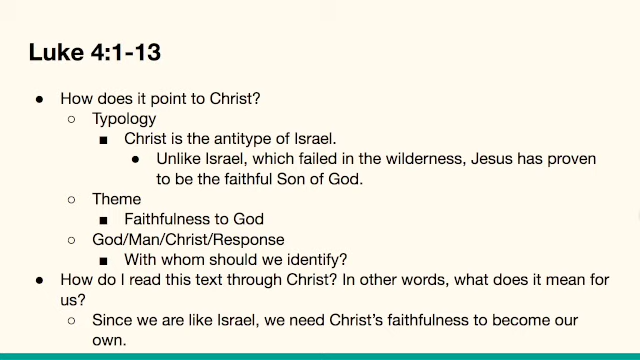 Luke 4:1-13
● How does it point to Christ?
○ Typology
■ Christ is the antitype of Israel.
● Unlike Israel, which failed in the wilderness, Jesus has proven
to be the faithful Son of God.
○ Theme
■ Faithfulness to God
○ God/Man/Christ/Response
■ With whom should we identify?
● How do I read this text through Christ? In other words, what does it mean for
us?
○ Since we are like Israel, we need Christ's faithfulness to become our
own.